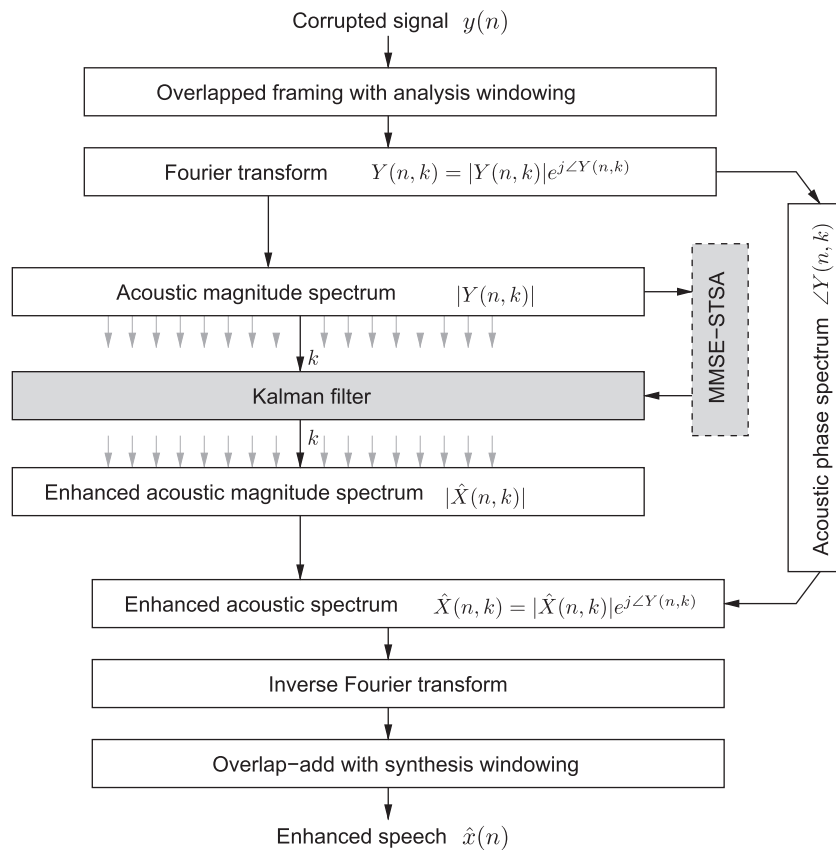 Corrupted signal y(n)
Overlapped framing with analysis windowing
Fourier transform Y(n, k) = |Y(n, k)|e^{j∠Y(n,k)}
Acoustic magnitude spectrum |Y(n, k)|
k
Kalman filter
k
MMSE−STSA
Acoustic phase spectrum ∠Y(n, k)
Enhanced acoustic magnitude spectrum |X̂(n, k)|
Enhanced acoustic spectrum X̂(n, k) = |X̂(n, k)|e^{j∠Y(n,k)}
Inverse Fourier transform
Overlap−add with synthesis windowing
Enhanced speech x̂(n)